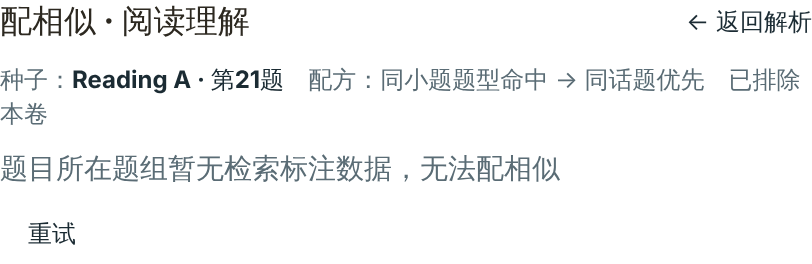 配相似 · 阅读理解
← 返回解析
种子：Reading A · 第21题 配方：同小题题型命中 → 同话题优先 已排除
本卷
题目所在题组暂无检索标注数据，无法配相似
重试